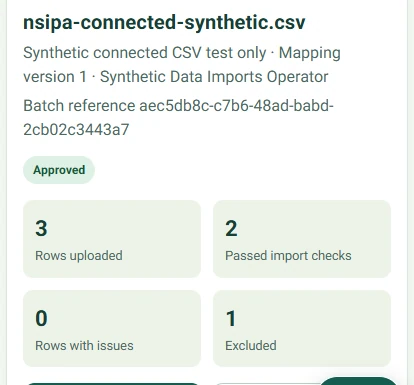 nsipa-connected-synthetic.csv
Synthetic connected CSV test only · Mapping
version 1 · Synthetic Data Imports Operator
Batch reference aec5db8c-c7b6-48ad-babd-
2cb02c3443a7
Approved
3
Rows uploaded
2
Passed import checks
0
Rows with issues
1
Excluded